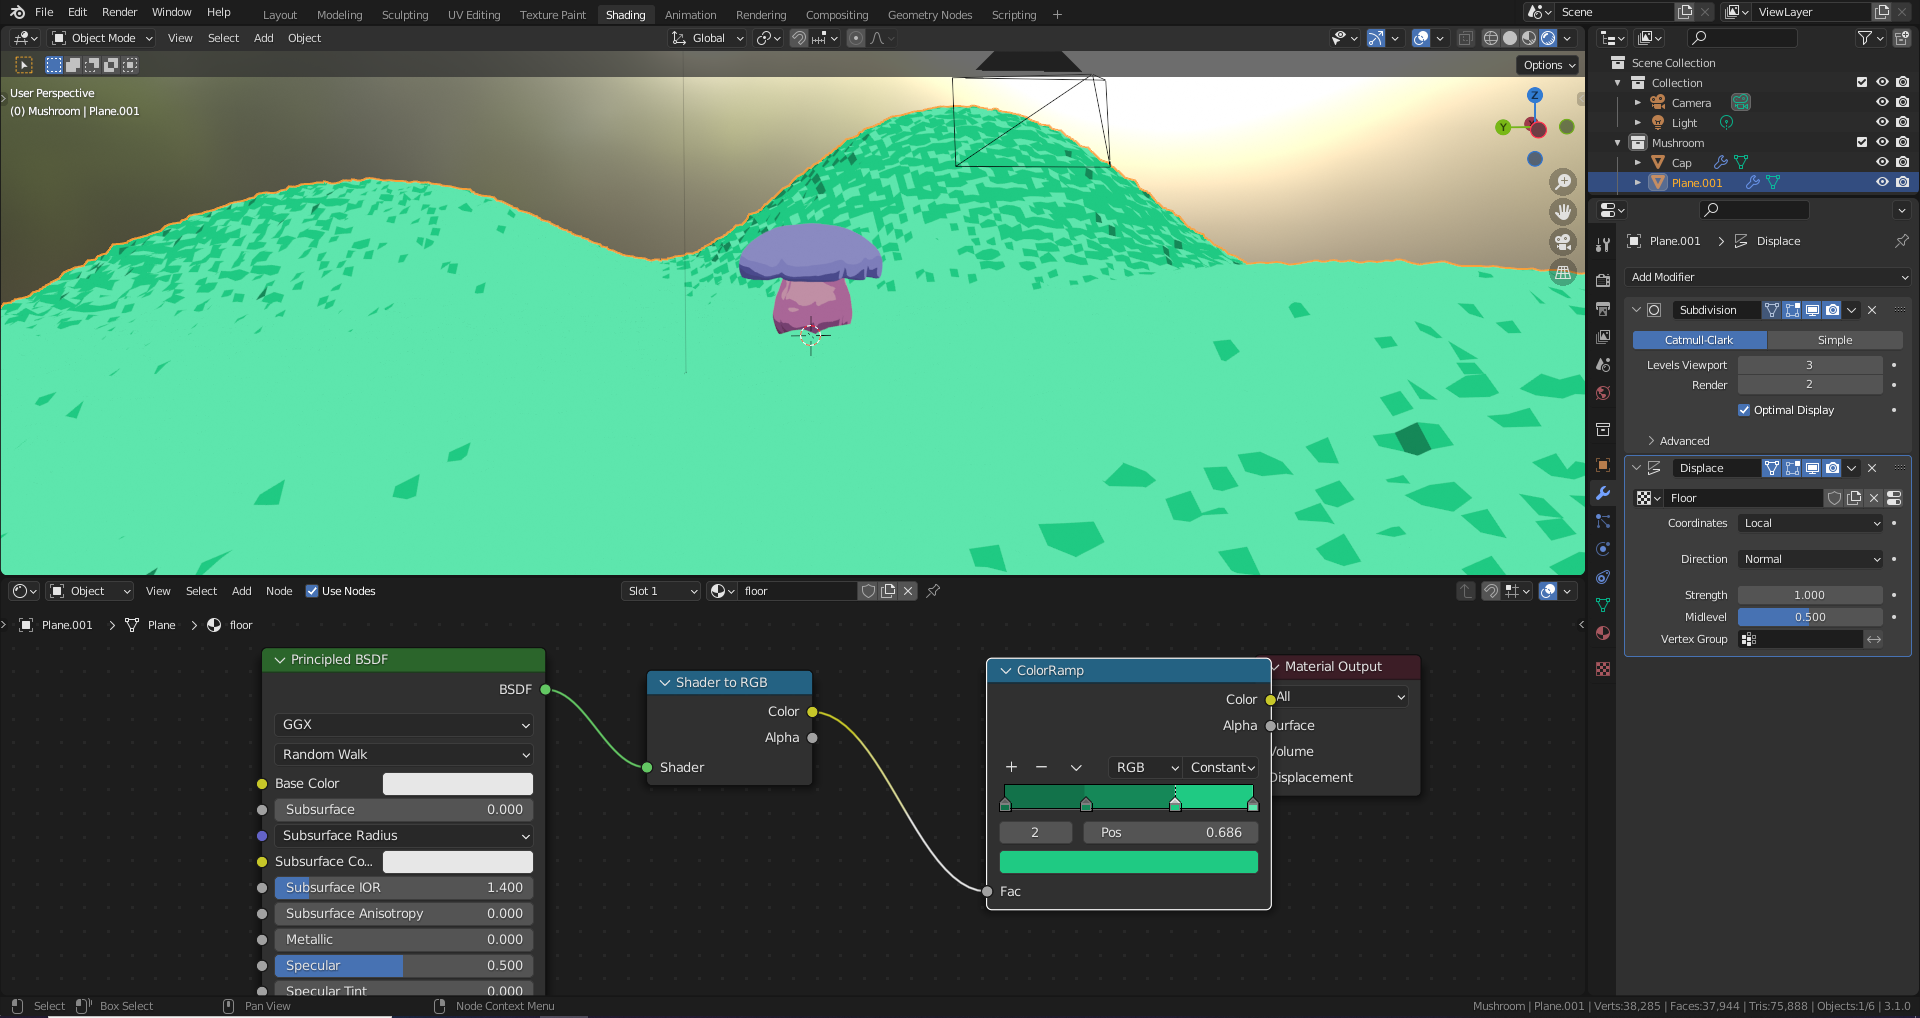 File Edit Render Window Help Layout Modeling Sculpting UV Editing Texture Paint Shading Animation Rendering Compositing Geometry Nodes Scripting + Scene ViewLayer
Object Mode View Select Add Object Global
Options
User Perspective
(0) Mushroom | Plane.001
Z
Y
Scene Collection
Collection
Camera
Light
Mushroom
Cap
Plane.001
Plane.001 > Displace
Add Modifier
Subdivision
Catmull-Clark Simple
Levels Viewport 3
Render 2
Optimal Display
Advanced
Displace
Floor
Coordinates Local
Direction Normal
Strength 1.000
Midlevel 0.500
Vertex Group
Object View Select Add Node Use Nodes Slot 1 floor
Plane.001 > Plane > floor
Principled BSDF
BSDF
GGX
Random Walk
Base Color
Subsurface 0.000
Subsurface Radius
Subsurface Co...
Subsurface IOR 1.400
Subsurface Anisotropy 0.000
Metallic 0.000
Specular 0.500
Specular Tint 0.000
Shader to RGB
Color
Alpha
Shader
ColorRamp
Color
Alpha
RGB Constant
2 Pos 0.686
Fac
Material Output
All
urface
Volume
Displacement
Select Box Select Pan View Node Context Menu
Mushroom | Plane.001 | Verts:38,285 | Faces:37,944 | Tris:75,888 | Objects:1/6 | 3.1.0